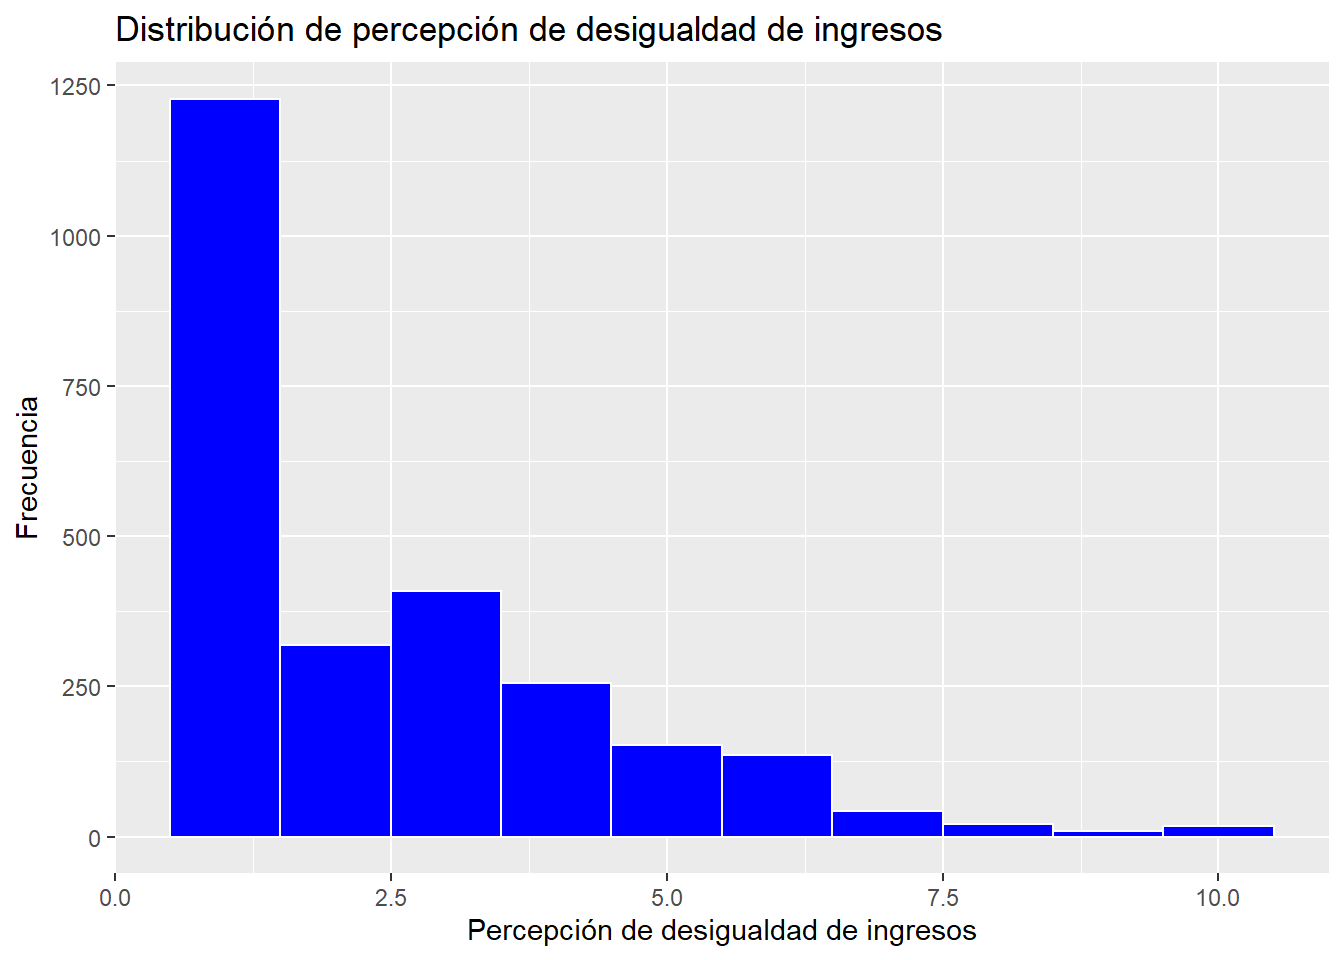 Distribución de percepción de desigualdad de ingresos
1250
1000
750
500
250
0
Frecuencia
0.0 2.5 5.0 7.5 10.0
Percepción de desigualdad de ingresos